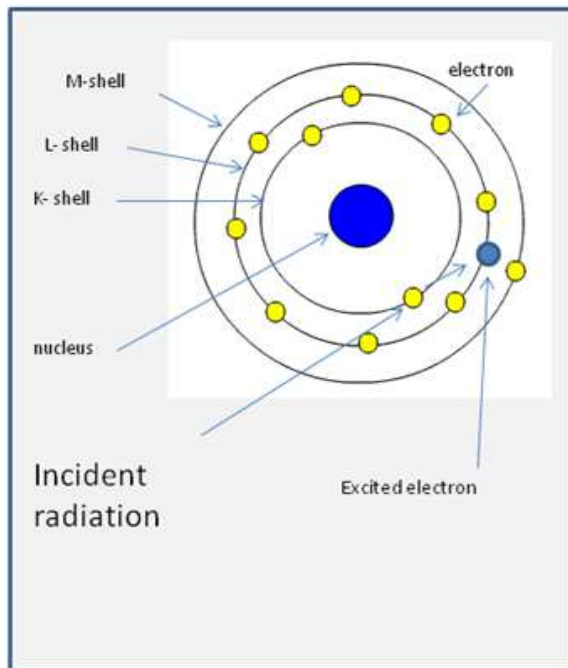 M-shell
electron
L- shell
K- shell
nucleus
Incident
radiation
Excited electron